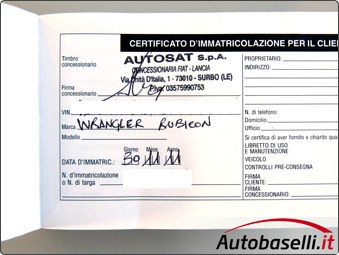 CERTIFICATO D'IMMATRICOLAZIONE PER IL CLIEN
Timbro concessionario
AUTOSAT S.p.A.
CONCESSIONARIA FIAT - LANCIA
Via Unità d'Italia, 1 - 73010 - SURBO (LE)
P.Iva 03575990753
Firma concessionario
VIN
Marca WRANGLER RUBICON
Modello
Giorno Mese Anno
DATA D'IMMATRIC.: 30 11 11
N. d'immatricolazione
o N. di targa
PROPRIETARIO:
INDIRIZZO:
N. di telefono:
Domicilio
Ufficio
Si certifica di aver fornito e chiarito qua
LIBRETTO DI USO
E MANUTENZIONE
VEICOLO
CONTROLLI PRE-CONSEGNA
FIRMA
CLIENTE:
FIRMA
CONCESSIONARIO:
Autobaselli.it